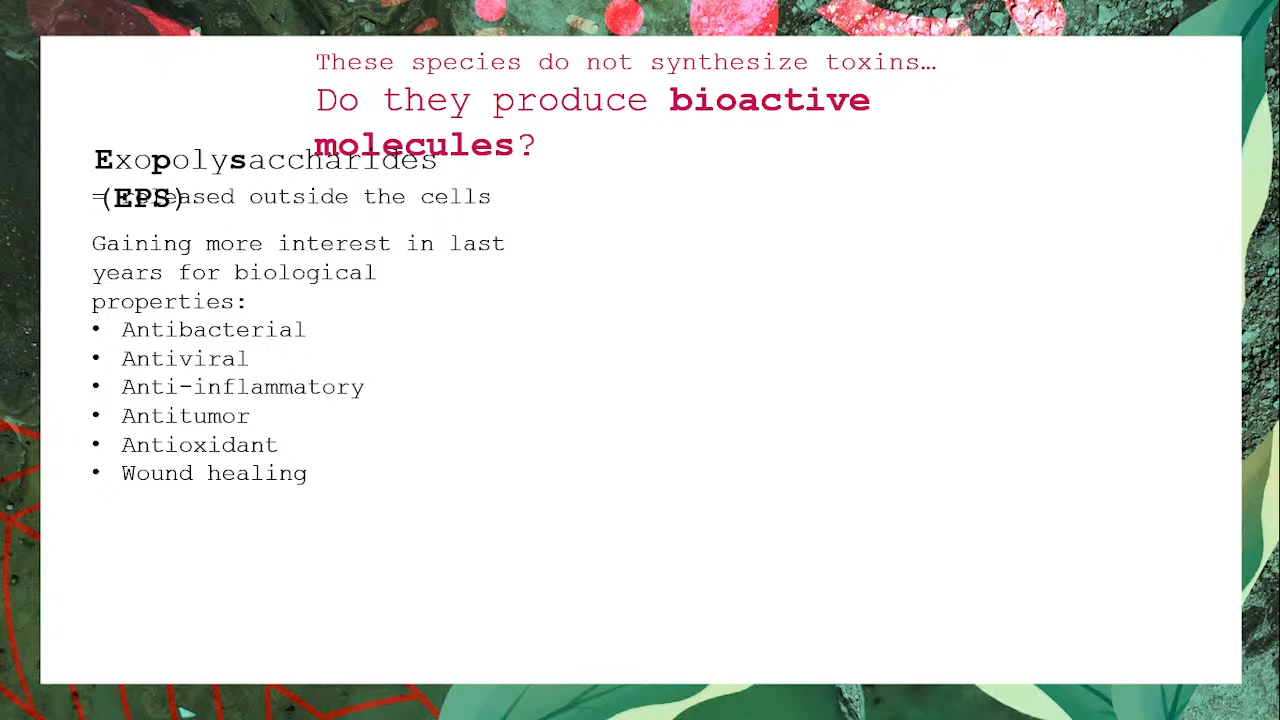 These species do not synthesize toxins…
Do they produce bioactive
molecules?
Exopolysaccharides
(EPS)
= released outside the cells
Gaining more interest in last
years for biological
properties:
• Antibacterial
• Antiviral
• Anti-inflammatory
• Antitumor
• Antioxidant
• Wound healing